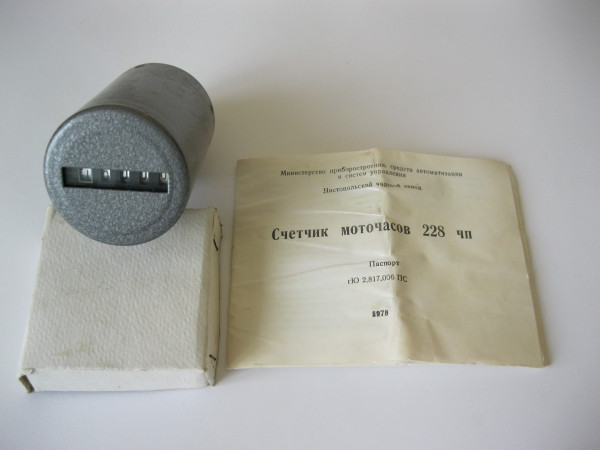 Министерство приборостроения, средств автоматизации
и систем управления
Чистопольский часовой завод
Счетчик моточасов 228 чп
Паспорт
гЮ 2.817.006 ПС
1978